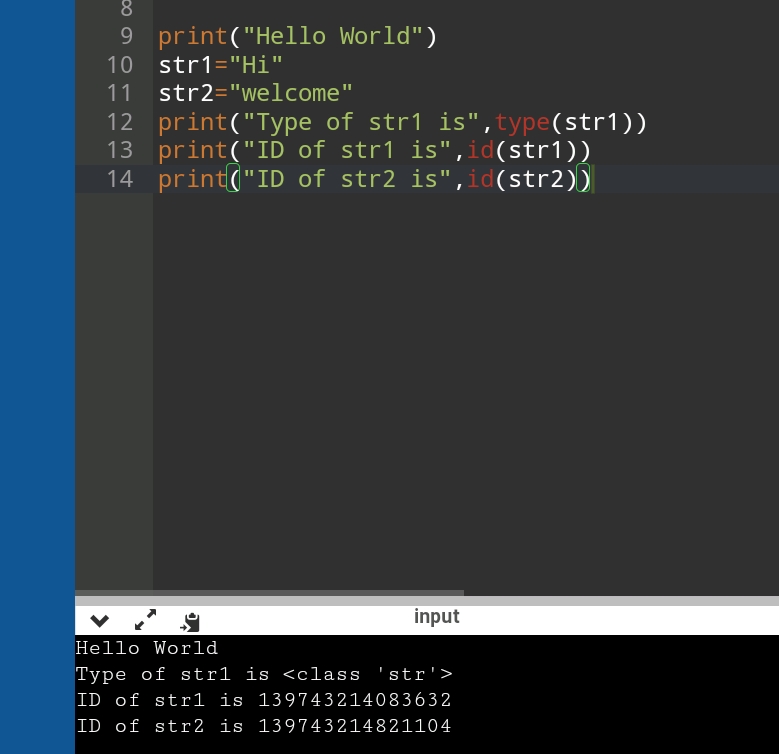 8
9 print("Hello World")
10 str1="Hi"
11 str2="welcome"
12 print("Type of str1 is",type(str1))
13 print("ID of str1 is",id(str1))
14 print("ID of str2 is",id(str2))
input
Hello World
Type of str1 is <class 'str'>
ID of str1 is 139743214083632
ID of str2 is 139743214821104